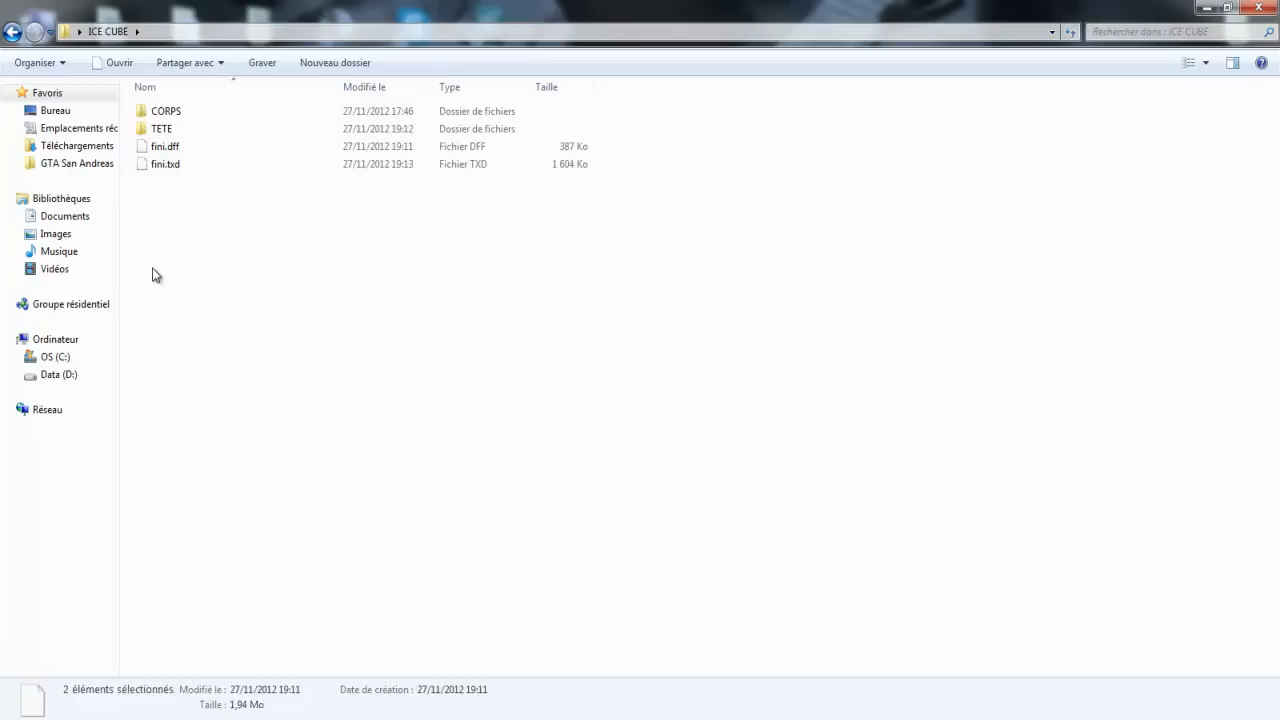 ICE CUBE
Rechercher dans : ICE CUBE
Organiser Ouvrir Partager avec Graver Nouveau dossier
Nom Modifié le Type Taille
CORPS 27/11/2012 17:46 Dossier de fichiers
TETE 27/11/2012 19:12 Dossier de fichiers
fini.dff 27/11/2012 19:11 Fichier DFF 387 Ko
fini.txd 27/11/2012 19:13 Fichier TXD 1 604 Ko
Favoris
Bureau
Emplacements réc
Téléchargements
GTA San Andreas
Bibliothèques
Documents
Images
Musique
Vidéos
Groupe résidentiel
Ordinateur
OS (C:)
Data (D:)
Réseau
2 éléments sélectionnés Modifié le : 27/11/2012 19:11 Date de création : 27/11/2012 19:11
Taille : 1,94 Mo